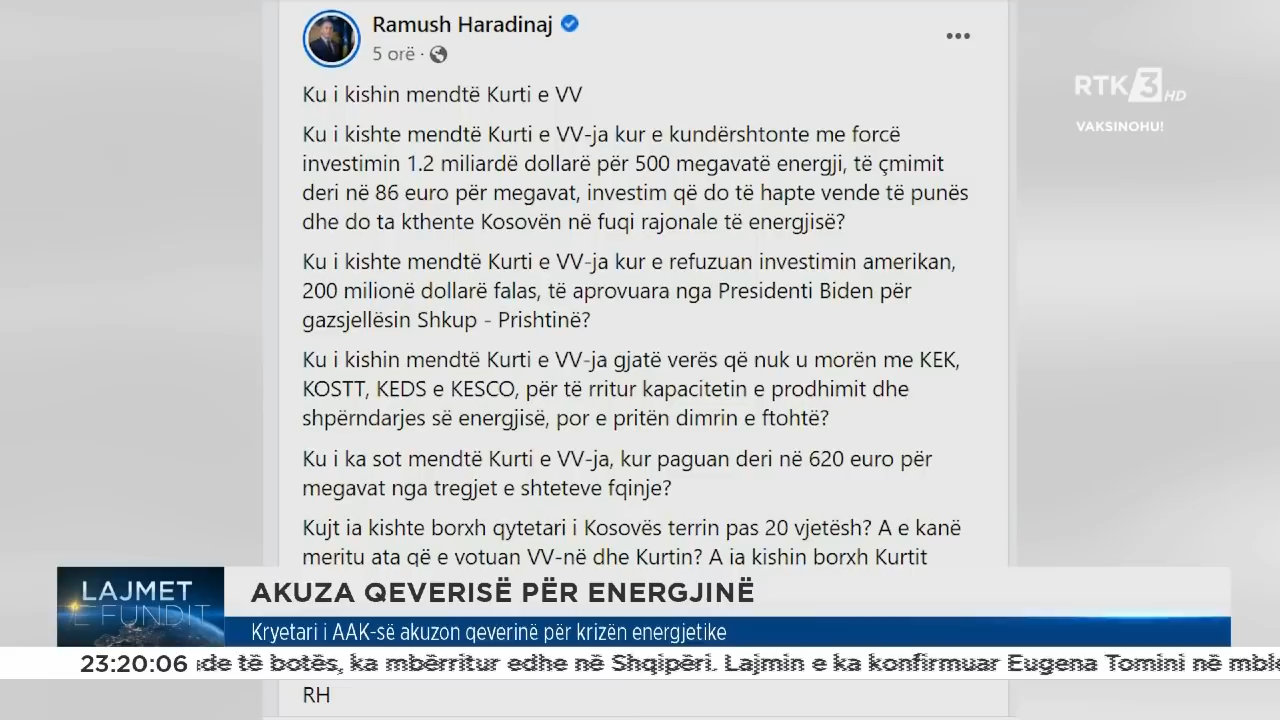 Ramush Haradinaj
5 orë ·
RTK 3 HD
VAKSINOHU!
Ku i kishin mendtë Kurti e VV
Ku i kishte mendtë Kurti e VV-ja kur e kundërshtonte me forcë
investimin 1.2 miliardë dollarë për 500 megavatë energji, të çmimit
deri në 86 euro për megavat, investim që do të hapte vende të punës
dhe do ta kthente Kosovën në fuqi rajonale të energjisë?
Ku i kishte mendtë Kurti e VV-ja kur e refuzuan investimin amerikan,
200 milionë dollarë falas, të aprovuara nga Presidenti Biden për
gazsjellësin Shkup - Prishtinë?
Ku i kishin mendtë Kurti e VV-ja gjatë verës që nuk u morën me KEK,
KOSTT, KEDS e KESCO, për të rritur kapacitetin e prodhimit dhe
shpërndarjes së energjisë, por e pritën dimrin e ftohtë?
Ku i ka sot mendtë Kurti e VV-ja, kur paguan deri në 620 euro për
megavat nga tregjet e shteteve fqinje?
Kujt ia kishte borxh qytetari i Kosovës terrin pas 20 vjetësh? A e kanë
meritu ata që e votuan VV-në dhe Kurtin? A ia kishin borxh Kurtit
LAJMET
E FUNDIT
AKUZA QEVERISË PËR ENERGJINË
Kryetari i AAK-së akuzon qeverinë për krizën energjetike
23:20:06
të botës, ka mbërritur edhe në Shqipëri. Lajmin e ka konfirmuar Eugena Tomini në
RH